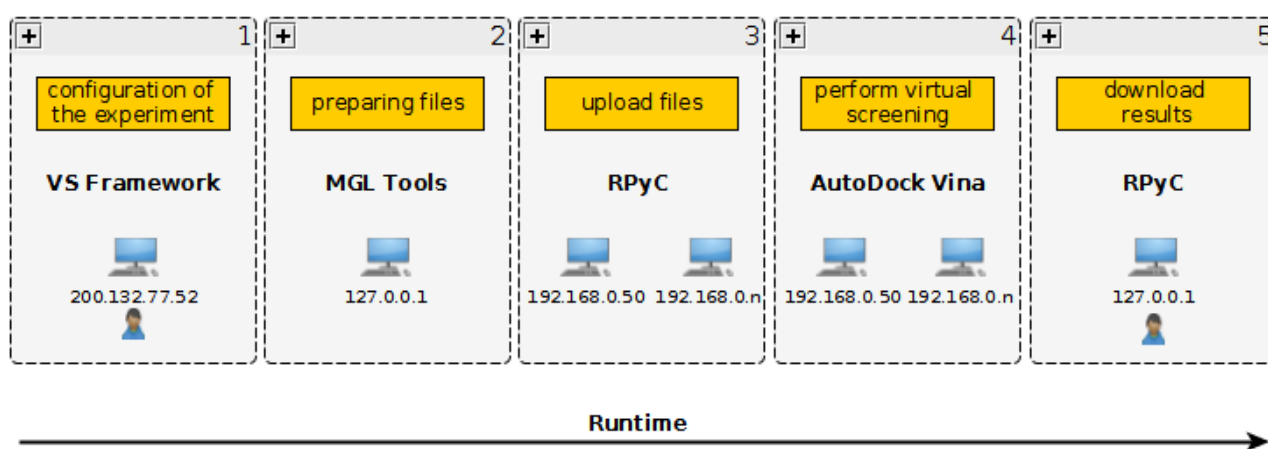 + 1
configuration of
the experiment
VS Framework
200.132.77.52
+ 2
preparing files
MGL Tools
127.0.0.1
+ 3
upload files
RPyC
192.168.0.50 192.168.0.n
+ 4
perform virtual
screening
AutoDock Vina
192.168.0.50 192.168.0.n
+ 5
download
results
RPyC
127.0.0.1
Runtime